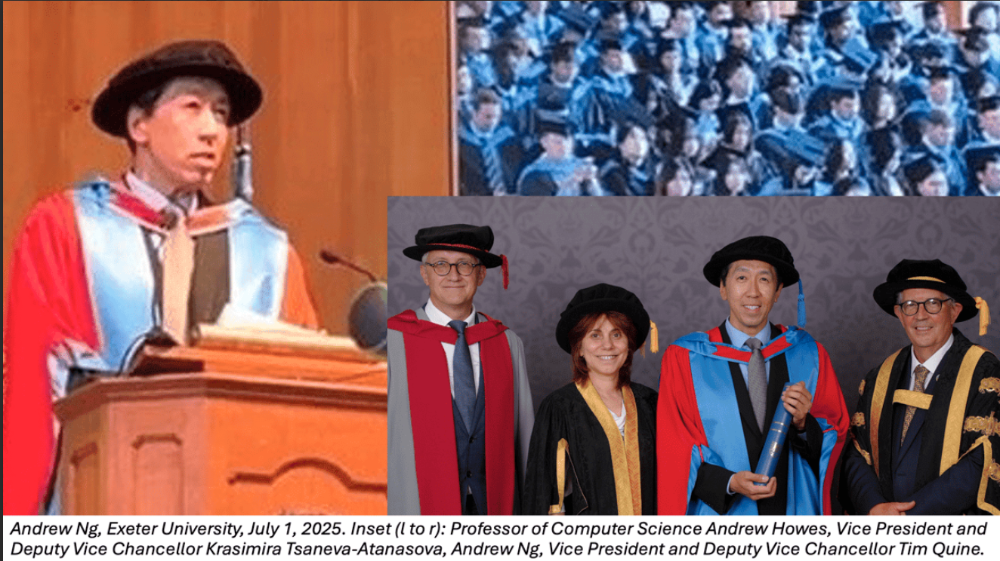 Andrew Ng, Exeter University, July 1, 2025. Inset (l to r): Professor of Computer Science Andrew Howes, Vice President and
Deputy Vice Chancellor Krasimira Tsaneva-Atanasova, Andrew Ng, Vice President and Deputy Vice Chancellor Tim Quine.